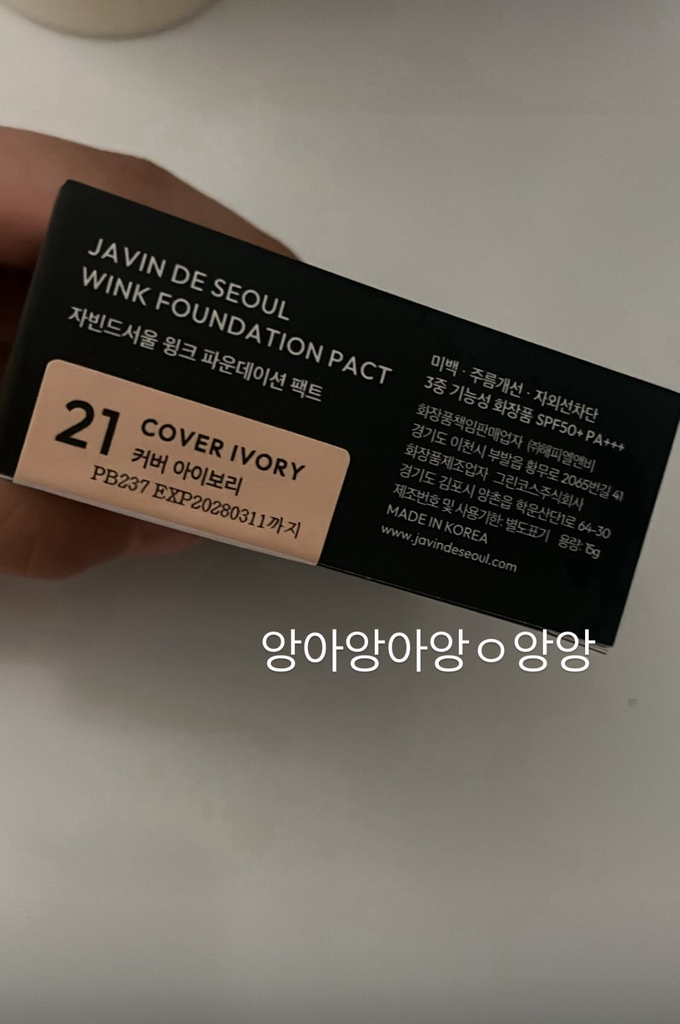 JAVIN DE SEOUL
WINK FOUNDATION PACT
자빈드서울 윙크 파운데이션 팩트
21 COVER IVORY
커버 아이보리
PB237 EXP20280311까지
미백 · 주름개선 · 자외선차단
3중 기능성 화장품 SPF50+ PA+++
화장품책임판매업자 ㈜해피엘앤비
경기도 이천시 부발읍 황무로 2065번길 41
화장품제조업자 그린코스주식회사
경기도 김포시 양촌읍 학운산단1로 64-30
제조번호 및 사용기한: 별도표기 용량: 15g
MADE IN KOREA
www.javindeseoul.com
앙아앙아앙ㅇ앙앙